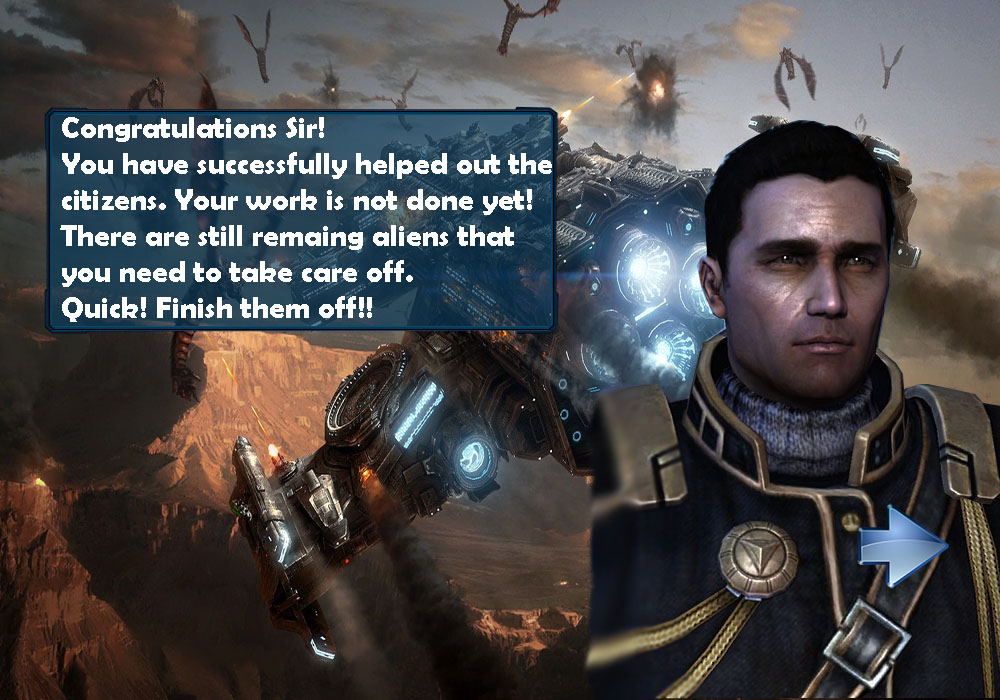 Congratulations Sir!
You have successfully helped out the
citizens. Your work is not done yet!
There are still remaing aliens that
you need to take care off.
Quick! Finish them off!!